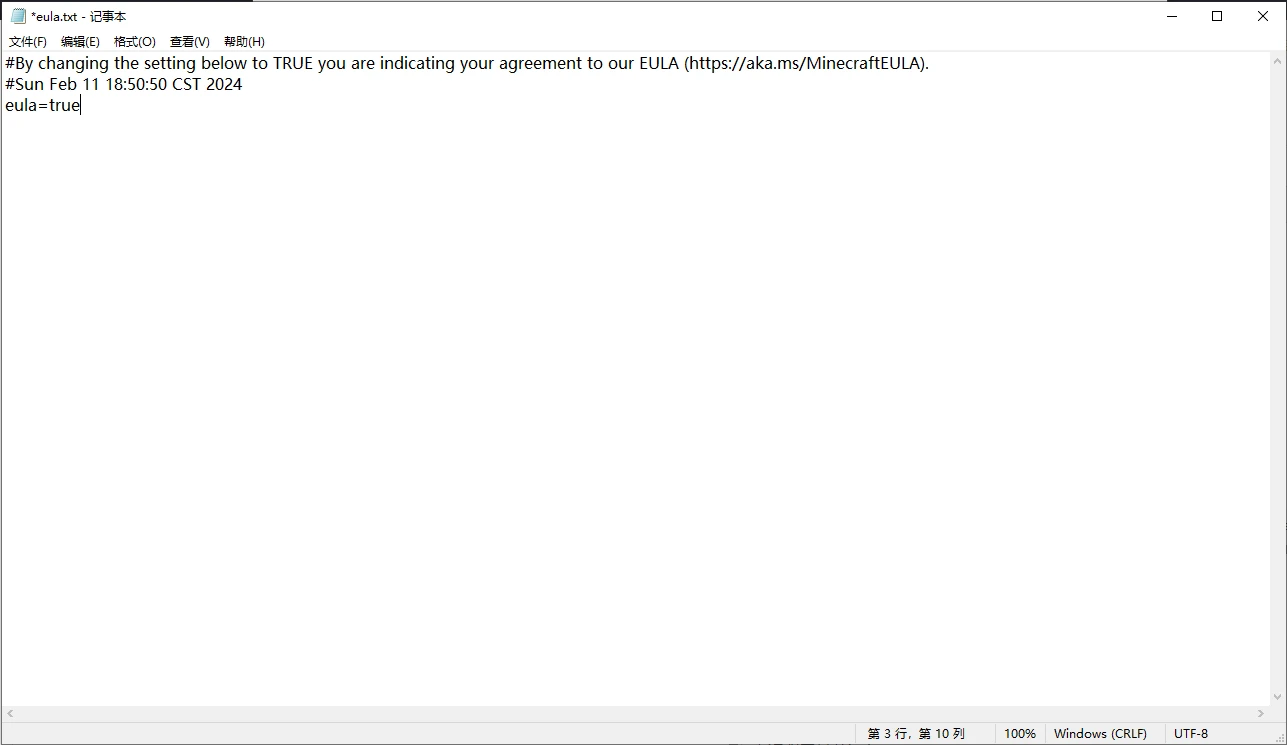 *eula.txt - 记事本
文件(F) 编辑(E) 格式(O) 查看(V) 帮助(H)
#By changing the setting below to TRUE you are indicating your agreement to our EULA (https://aka.ms/MinecraftEULA).
#Sun Feb 11 18:50:50 CST 2024
eula=true
第 3 行，第 10 列 100% Windows (CRLF) UTF-8